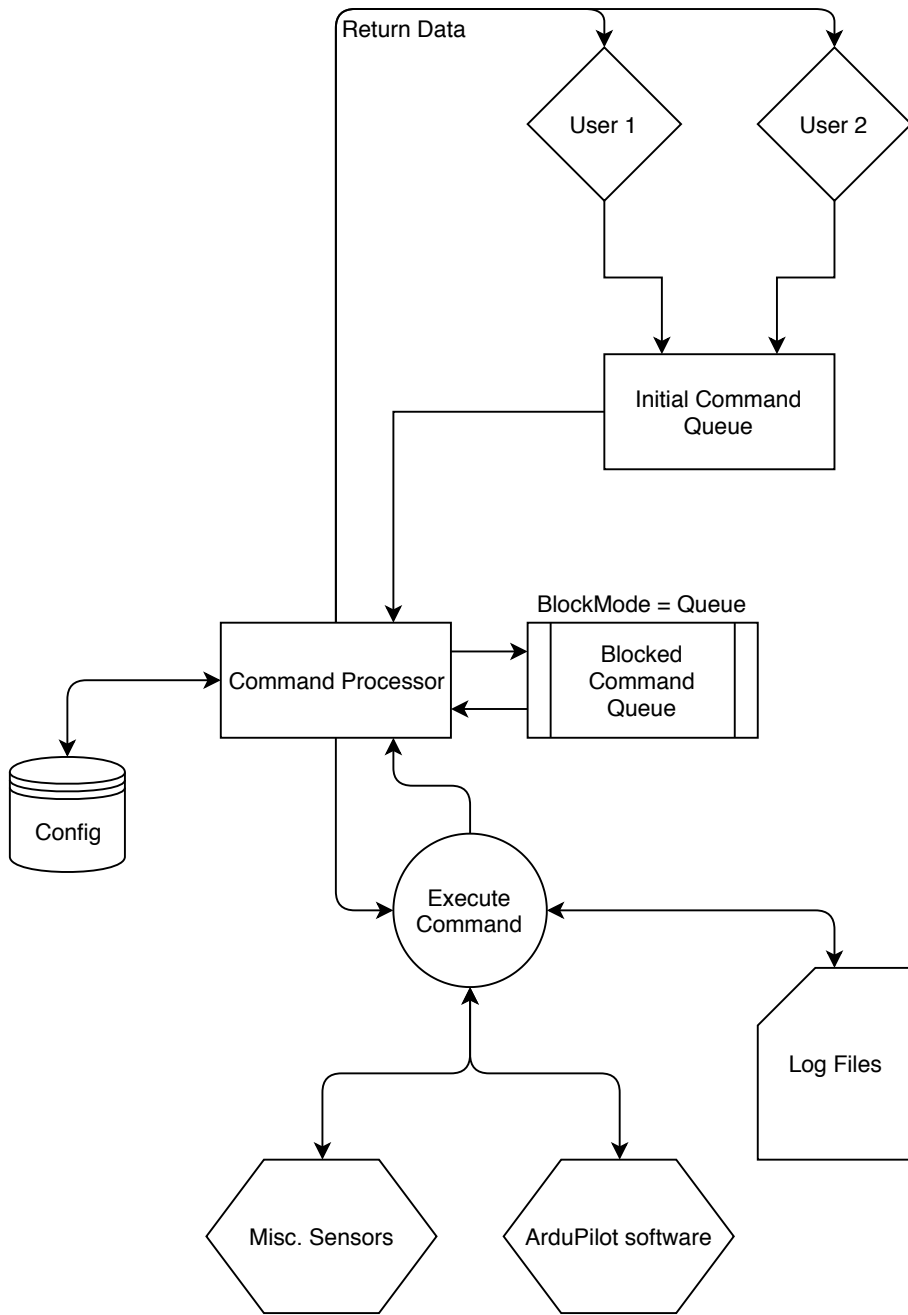 Return Data
User 1
User 2
Initial Command
Queue
BlockMode = Queue
Command Processor
Blocked
Command
Queue
Config
Execute
Command
Log Files
Misc. Sensors
ArduPilot software